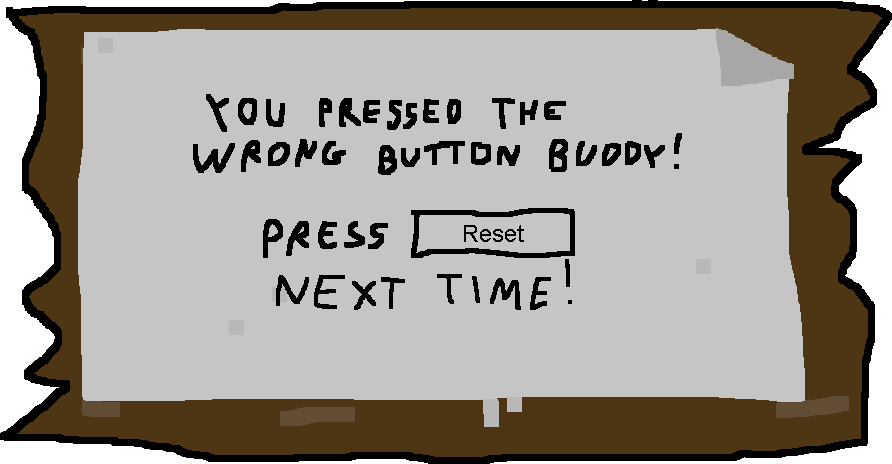 YOU PRESSED THE
WRONG BUTTON BUDDY!
PRESS Reset
NEXT TIME!